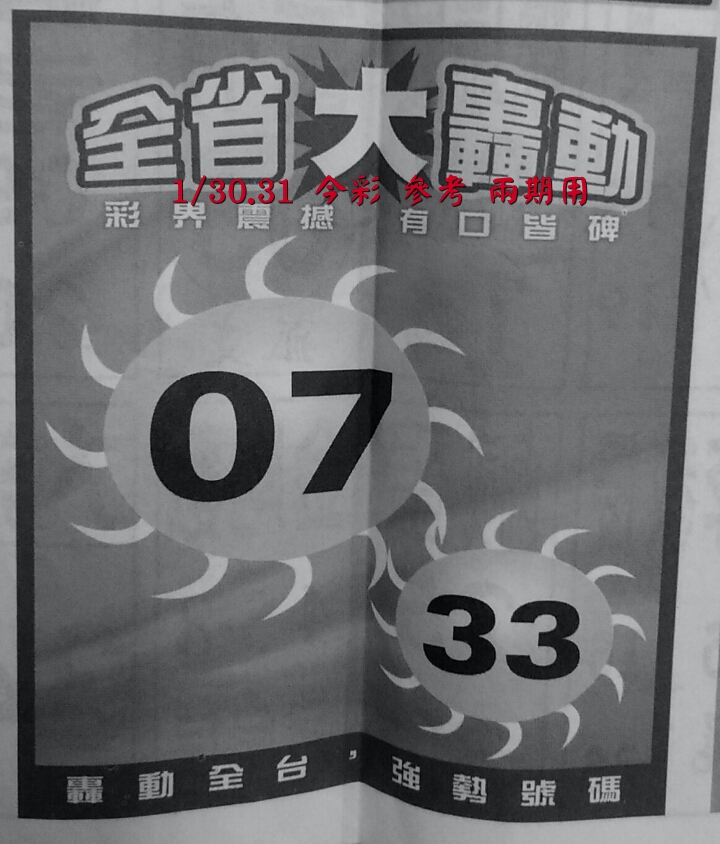 全省大轟動
1/30.31 今彩 參考 兩期用
彩界震撼 有口皆碑
07
33
轟動全台，強勢號碼